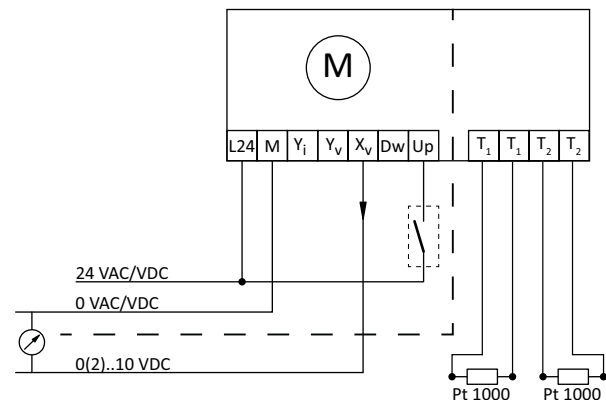 M
L24 M Yi Yv Xv Dw Up T1 T1 T2 T2
24 VAC/VDC
0 VAC/VDC
0(2)..10 VDC
Pt 1000 Pt 1000